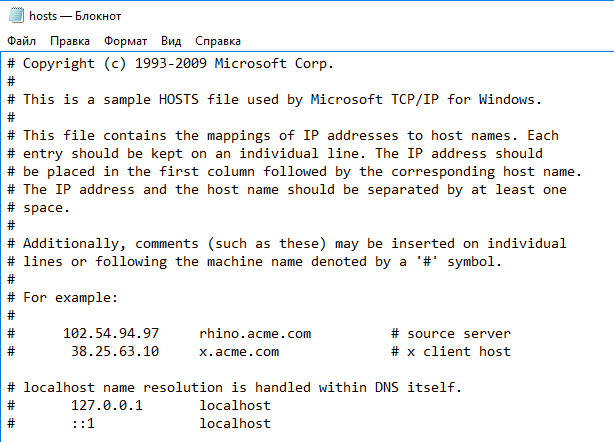 hosts — Блокнот
Файл Правка Формат Вид Справка
# Copyright (c) 1993-2009 Microsoft Corp.
#
# This is a sample HOSTS file used by Microsoft TCP/IP for Windows.
#
# This file contains the mappings of IP addresses to host names. Each
# entry should be kept on an individual line. The IP address should
# be placed in the first column followed by the corresponding host name.
# The IP address and the host name should be separated by at least one
# space.
#
# Additionally, comments (such as these) may be inserted on individual
# lines or following the machine name denoted by a '#' symbol.
#
# For example:
#
#      102.54.94.97     rhino.acme.com          # source server
#       38.25.63.10     x.acme.com              # x client host

# localhost name resolution is handled within DNS itself.
#       127.0.0.1       localhost
#       ::1             localhost